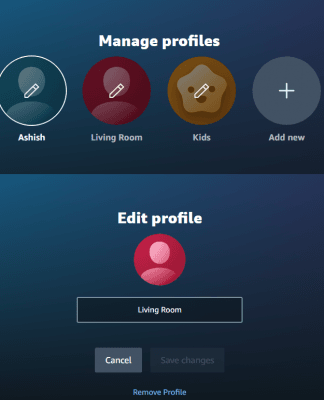 Manage profiles
Ashish Living Room Kids Add new
Edit profile
Living Room
Cancel Save changes
Remove Profile